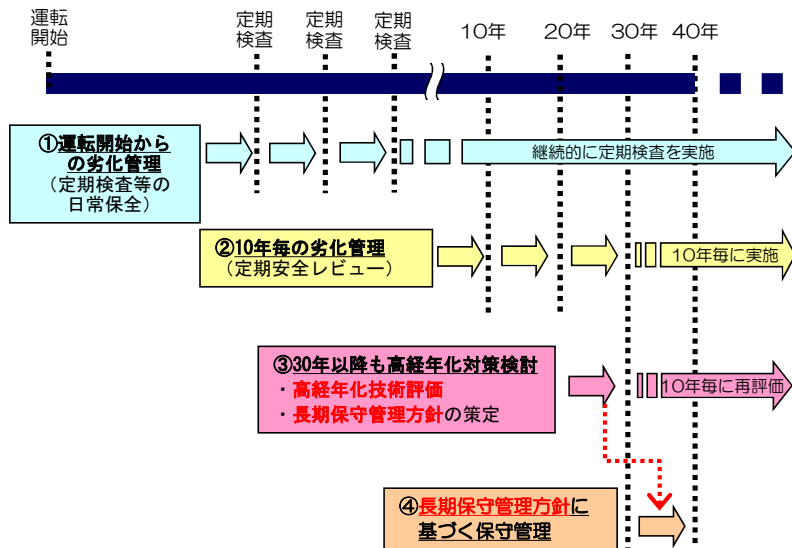 運転
開始
定期
検査
定期
検査
定期
検査
10年
20年
30年
40年
①運転開始から
の劣化管理
（定期検査等の
日常保全）
継続的に定期検査を実施
②10年毎の劣化管理
（定期安全レビュー）
10年毎に実施
③30年以降も高経年化対策検討
・高経年化技術評価
・長期保守管理方針の策定
10年毎に再評価
④長期保守管理方針に
基づく保守管理